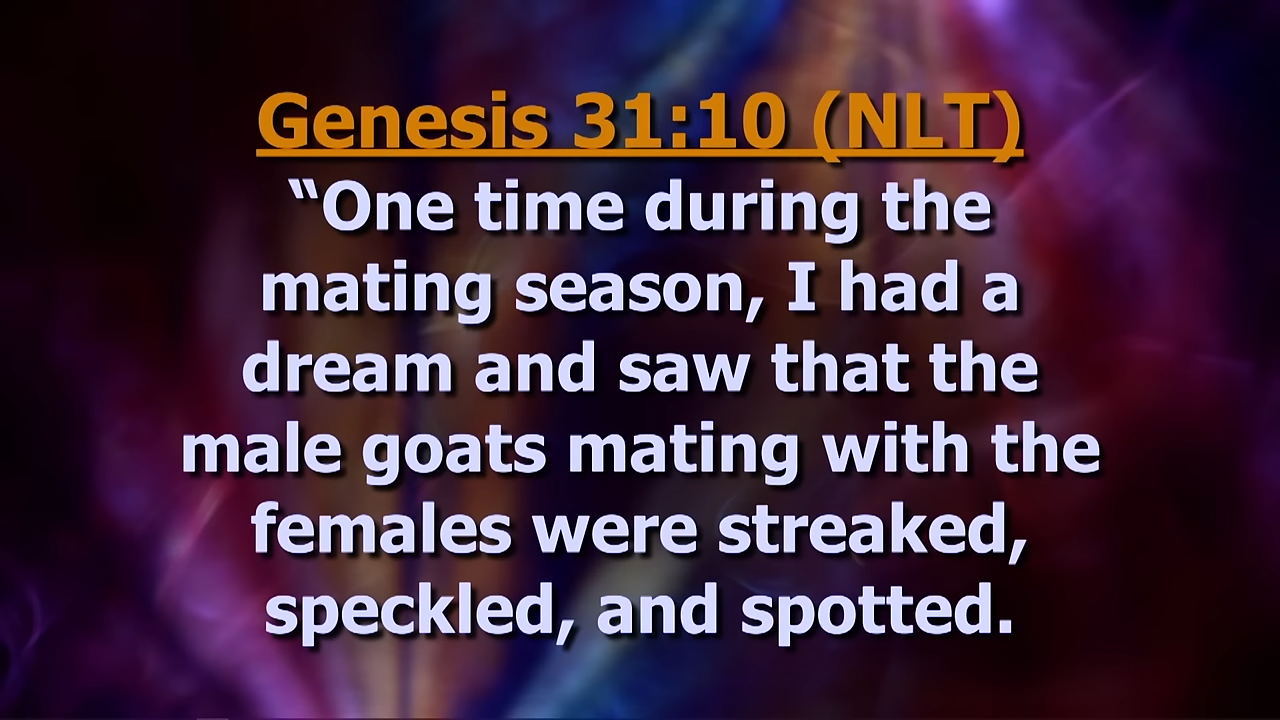 Genesis 31:10 (NLT)
“One time during the
mating season, I had a
dream and saw that the
male goats mating with the
females were streaked,
speckled, and spotted.